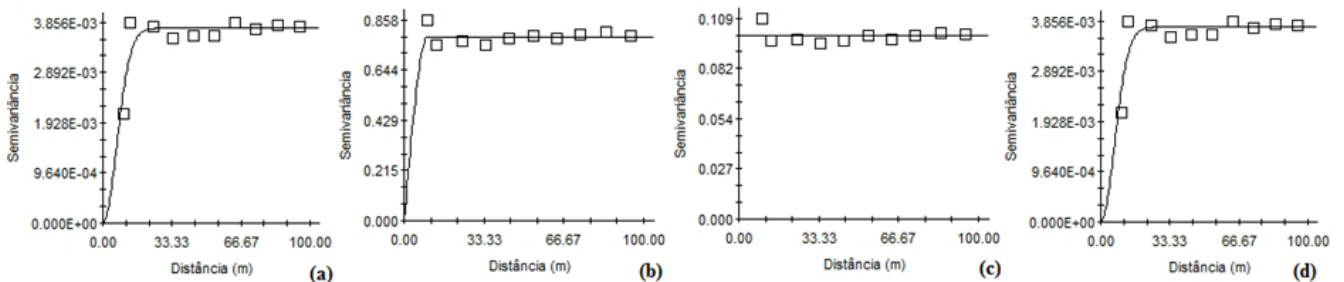 Semivariância
3.856E-03
2.892E-03
1.928E-03
9.640E-04
0.000E+00
0.00 33.33 66.67 100.00
Distância (m)
(a)
Semivariância
0.858
0.644
0.429
0.215
0.000
0.00 33.33 66.67 100.00
Distância (m)
(b)
Semivariância
0.109
0.082
0.054
0.027
0.000
0.00 33.33 66.67 100.00
Distância (m)
(c)
Semivariância
3.856E-03
2.892E-03
1.928E-03
9.640E-04
0.000E+00
0.00 33.33 66.67 100.00
Distância (m)
(d)